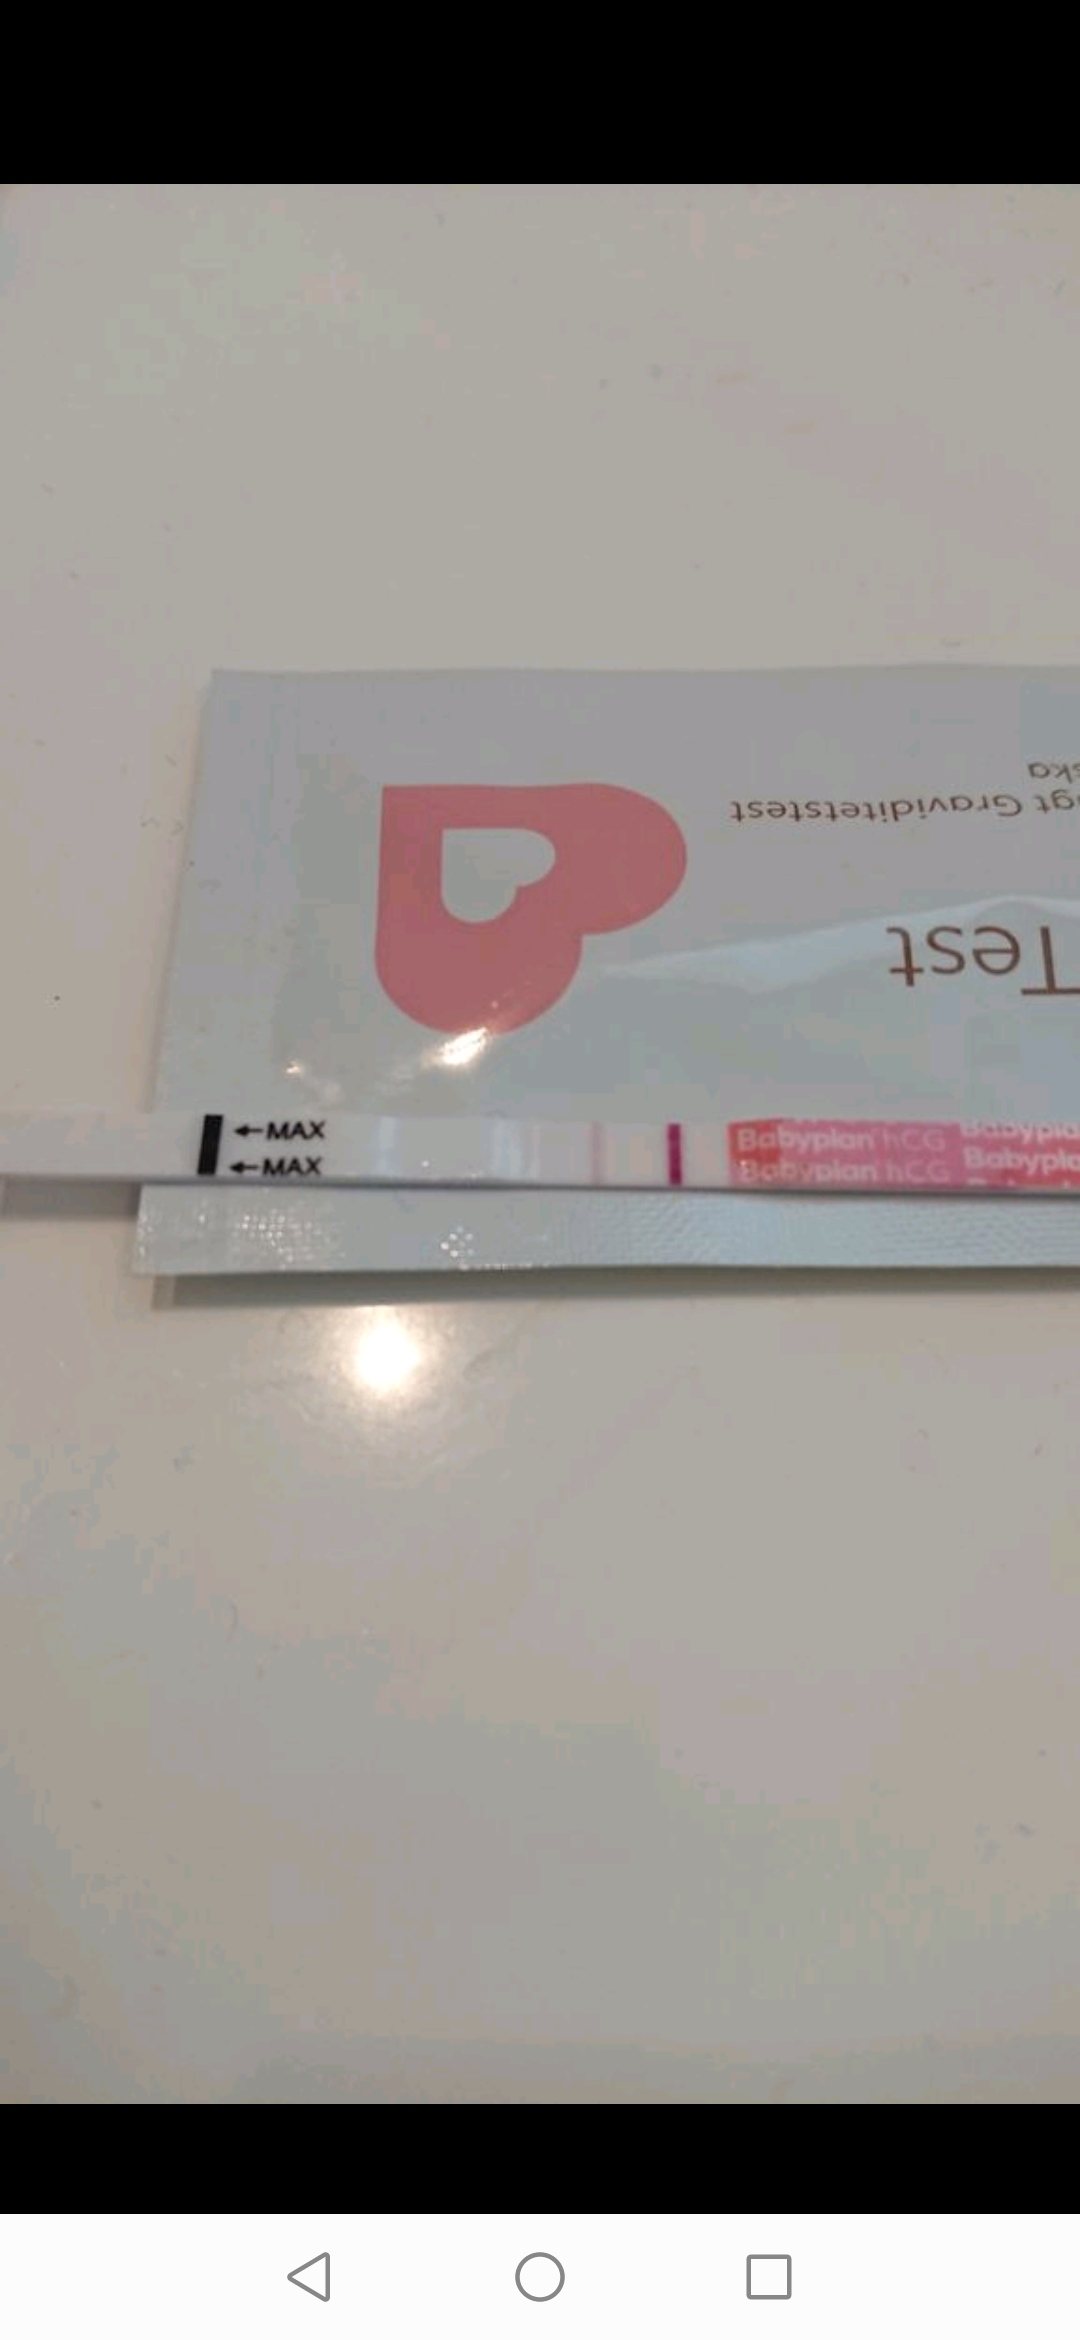 Test
gt Graviditetstest
ska
←MAX
←MAX
Babyplan hCG
Babyplan hCG
Babypla